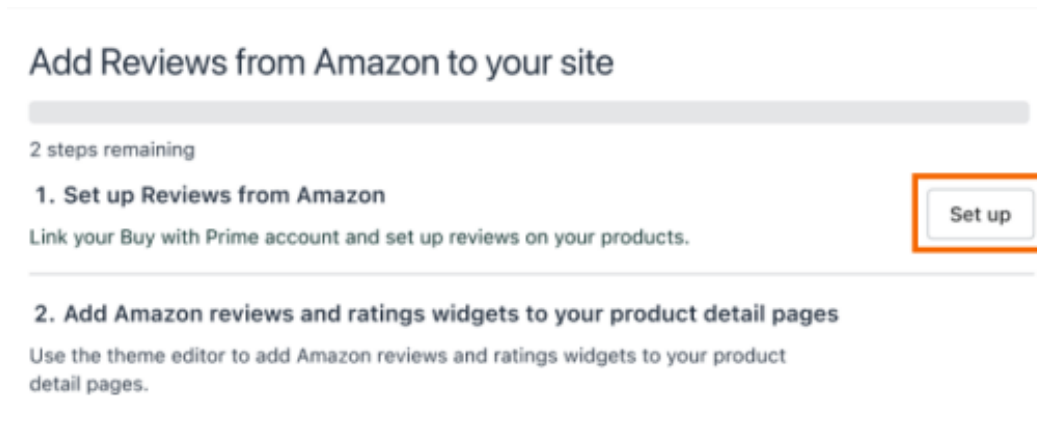 Add Reviews from Amazon to your site
2 steps remaining
1. Set up Reviews from Amazon
Set up
Link your Buy with Prime account and set up reviews on your products.
2. Add Amazon reviews and ratings widgets to your product detail pages
Use the theme editor to add Amazon reviews and ratings widgets to your product
detail pages.